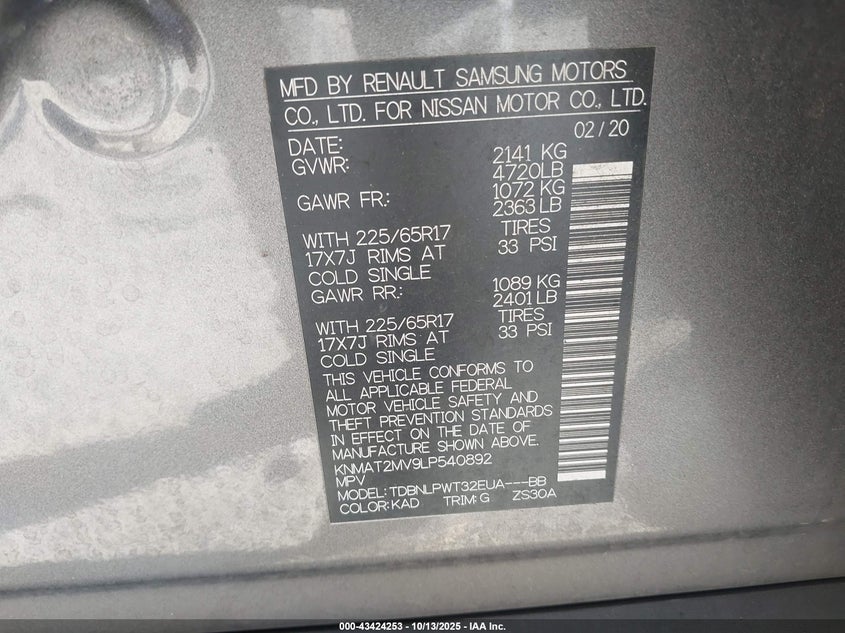 MFD BY RENAULT SAMSUNG MOTORS
CO., LTD. FOR NISSAN MOTOR CO., LTD.
DATE: 02/20
GVWR: 2141 KG
4720LB
GAWR FR.: 1072 KG
2363LB
WITH 225/65R17 TIRES
17X7J RIMS AT 33 PSI
COLD SINGLE
GAWR RR.: 1089 KG
2401LB
WITH 225/65R17 TIRES
17X7J RIMS AT 33 PSI
COLD SINGLE
THIS VEHICLE CONFORMS TO
ALL APPLICABLE FEDERAL
MOTOR VEHICLE SAFETY AND
THEFT PREVENTION STANDARDS
IN EFFECT ON THE DATE OF
MANUFACTURE SHOWN ABOVE.
KNMAT2MV9LP540892
MPV
MODEL: TDBNLPWT32EUA---BB
COLOR: KAD TRIM: G ZS30A
000-43424253 - 10/13/2025 - IAA Inc.